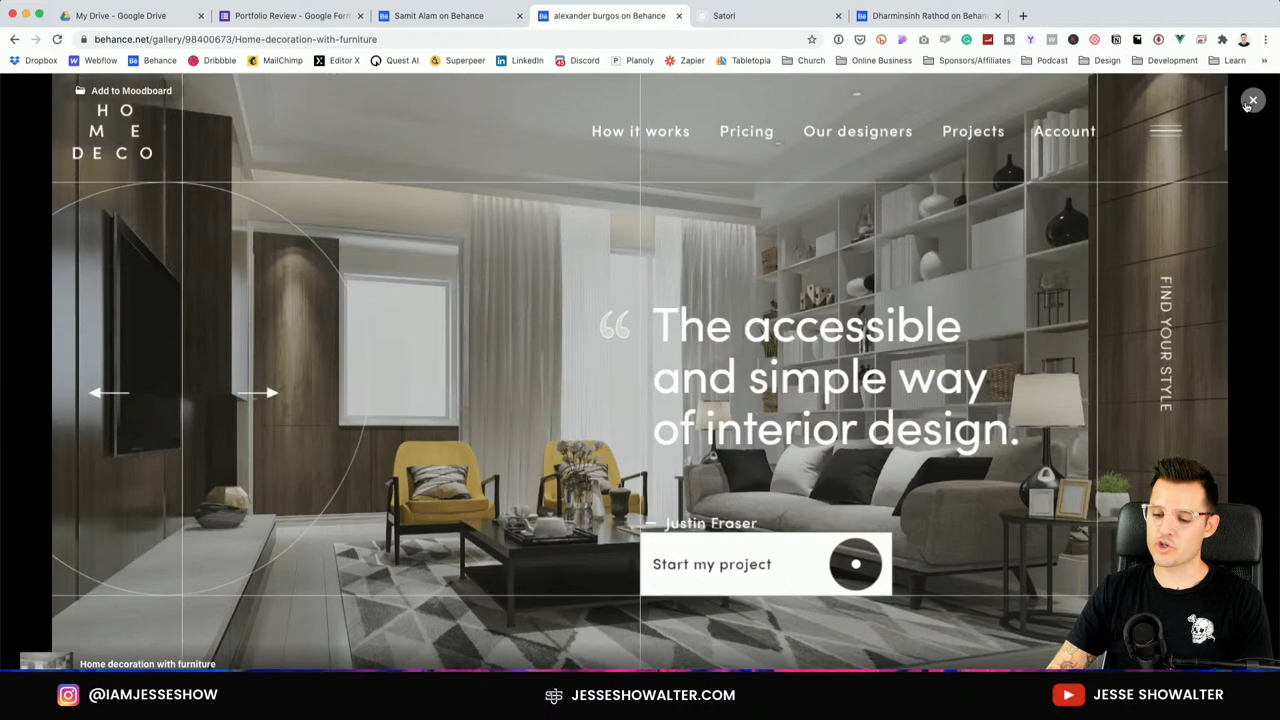 My Drive - Google Drive
Portfolio Review - Google Form
Samit Alam on Behance
alexander burgos on Behance
Satori
Dharminsinh Rathod on Behan
behance.net/gallery/98400673/Home-decoration-with-furniture
Dropbox
Webflow
Behance
Dribbble
MailChimp
Editor X
Quest AI
Superpeer
LinkedIn
Discord
Planoly
Zapier
Tabletopia
Church
Online Business
Sponsors/Affiliates
Podcast
Design
Development
Learn
Add to Moodboard
HO
ME
DECO
How it works
Pricing
Our designers
Projects
Account
“ The accessible
and simple way
of interior design.
FIND YOUR STYLE
— Justin Fraser
Start my project
Home decoration with furniture
@IAMJESSESHOW
JESSESHOWALTER.COM
JESSE SHOWALTER